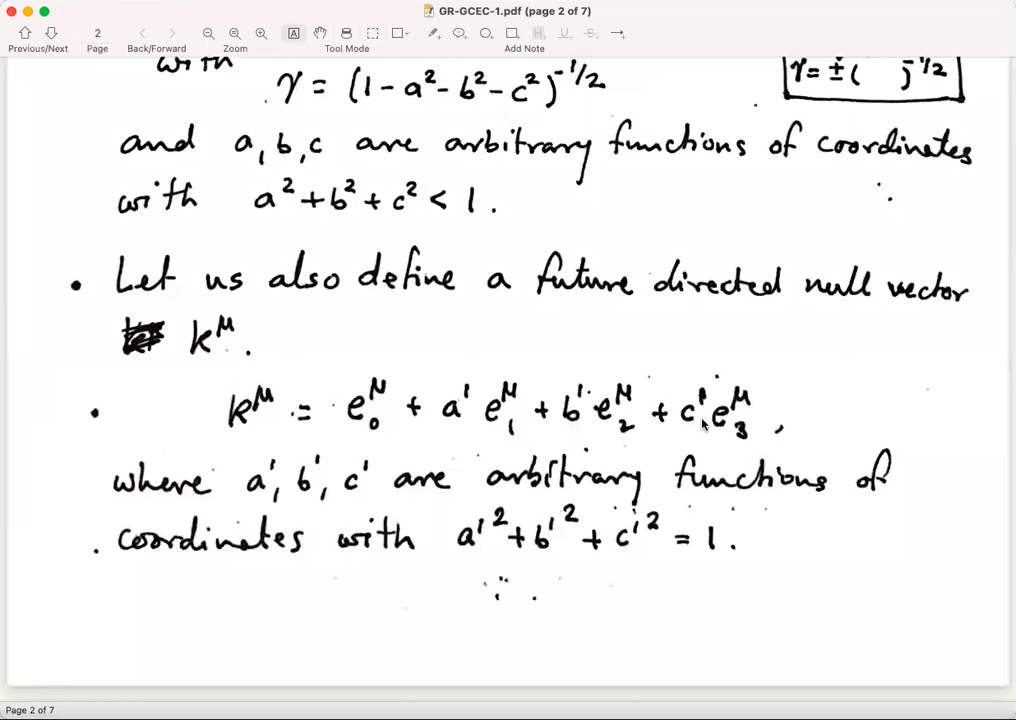 GR-GCEC-1.pdf (page 2 of 7)
2
Previous/Next Page Back/Forward Zoom Tool Mode Add Note
with
γ = (1 - a² - b² - c²)^-1/2
γ = ± ( )^-1/2
and a, b, c are arbitrary functions of coordinates
with a² + b² + c² < 1.
• Let us also define a future directed null vector
k^μ.
• k^μ = e₀^μ + a' e₁^μ + b' e₂^μ + c' e₃^μ,
where a', b', c' are arbitrary functions of
coordinates with a'² + b'² + c'² = 1.
Page 2 of 7